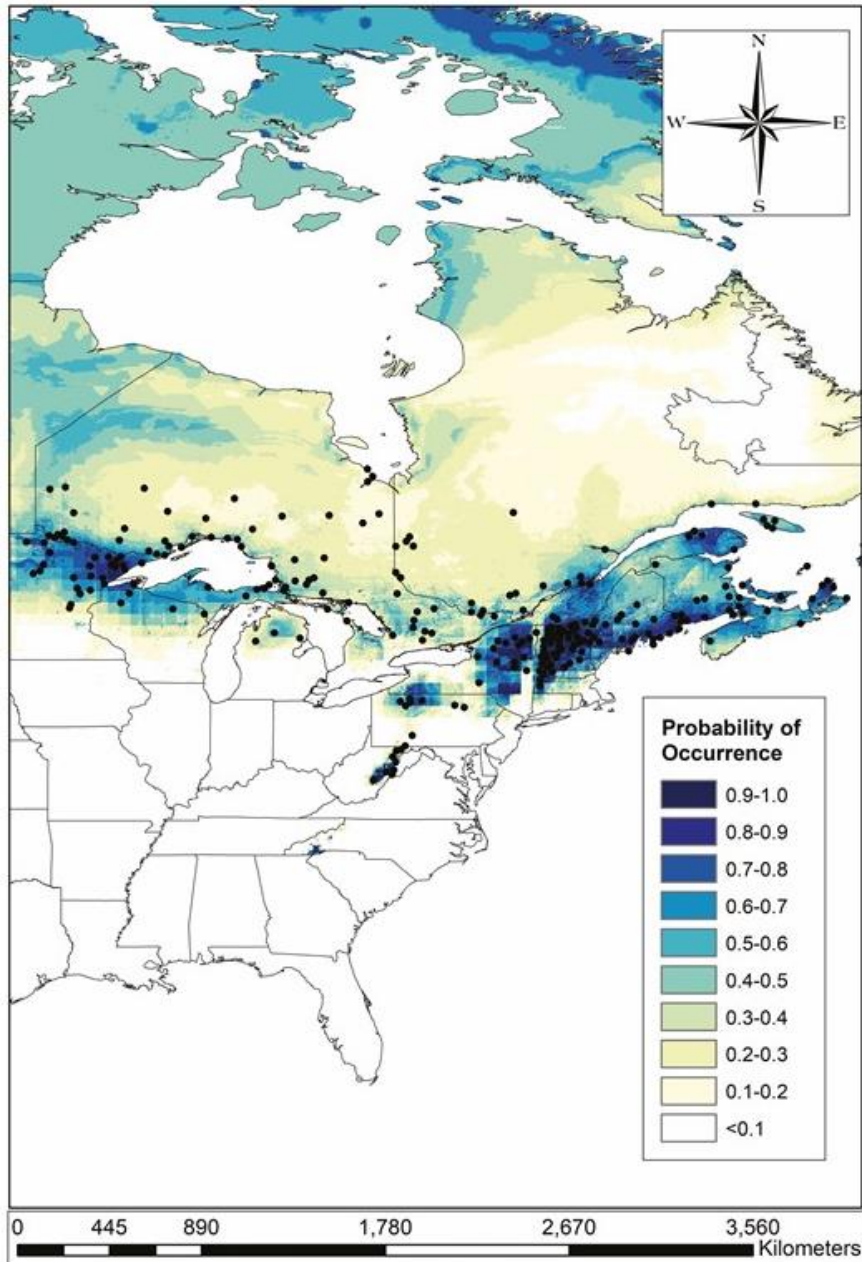 N
W
E
S
Probability of
Occurrence
0.9-1.0
0.8-0.9
0.7-0.8
0.6-0.7
0.5-0.6
0.4-0.5
0.3-0.4
0.2-0.3
0.1-0.2
<0.1
0 445 890 1,780 2,670 3,560
Kilometers